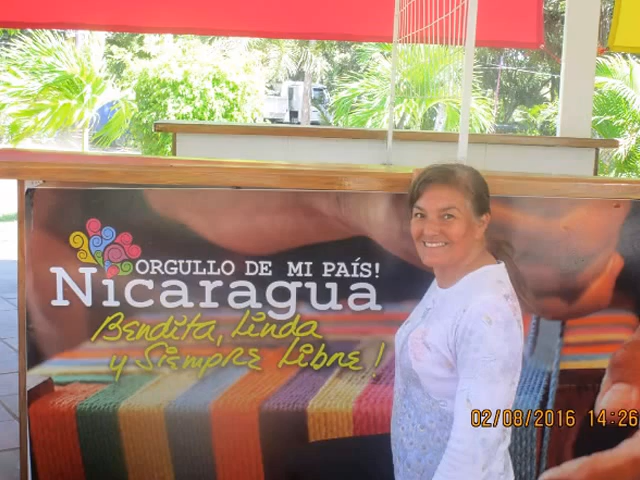 ORGULLO DE MI PAÍS!
Nicaragua
Bendita, Linda
y Siempre Libre!
02/08/2016 14:26